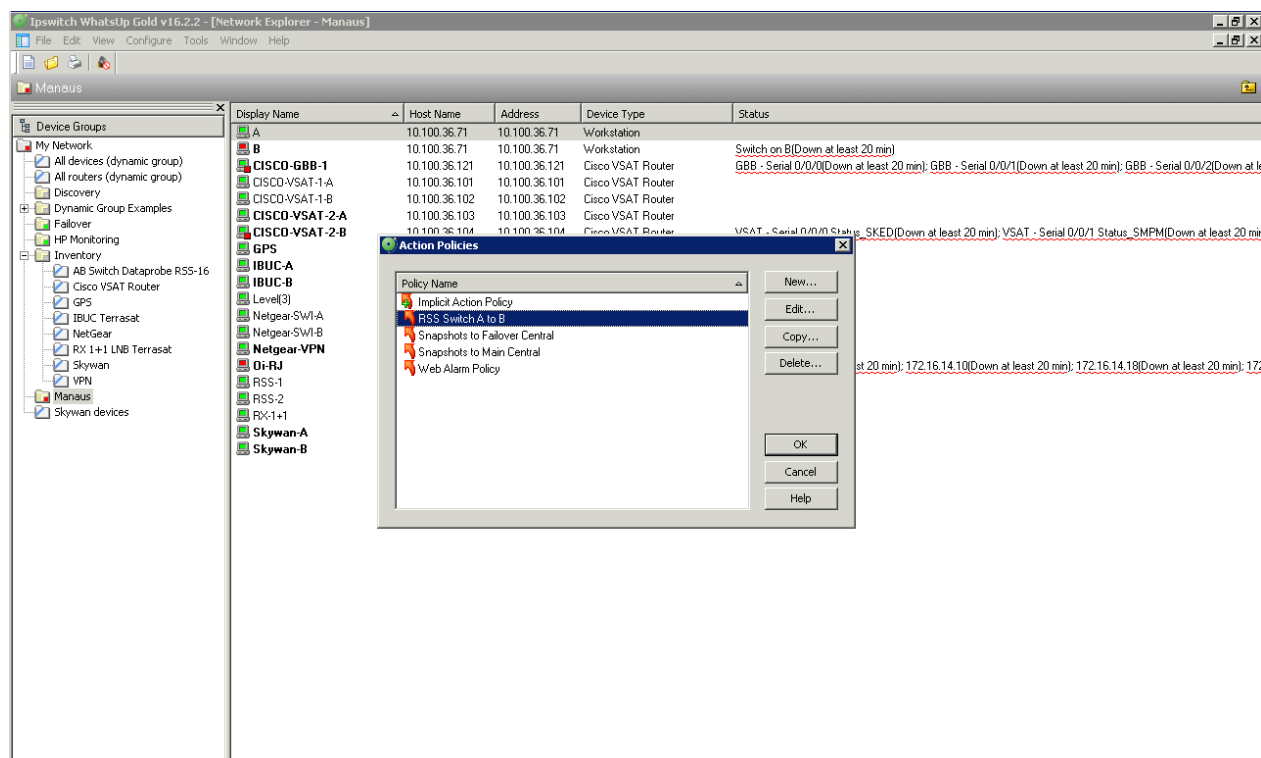 Ipswitch WhatsUp Gold v16.2.2 - [Network Explorer - Manaus]
File Edit View Configure Tools Window Help
Manaus
Device Groups
My Network
All devices (dynamic group)
All routers (dynamic group)
Discovery
Dynamic Group Examples
Failover
HP Monitoring
Inventory
AB Switch Dataprobe RSS-16
Cisco VSAT Router
GPS
IBUC Terrasat
NetGear
RX 1+1 LNB Terrasat
Skywan
VPN
Manaus
Skywan devices
Display Name Host Name Address Device Type Status
A 10.100.36.71 10.100.36.71 Workstation
B 10.100.36.71 10.100.36.71 Workstation Switch on B(Down at least 20 min)
CISCO-GBB-1 10.100.36.121 10.100.36.121 Cisco VSAT Router GBB - Serial 0/0/0(Down at least 20 min); GBB - Serial 0/0/1(Down at least 20 min); GBB - Serial 0/0/2(Down at le
CISCO-VSAT-1-A 10.100.36.101 10.100.36.101 Cisco VSAT Router
CISCO-VSAT-1-B 10.100.36.102 10.100.36.102 Cisco VSAT Router
CISCO-VSAT-2-A 10.100.36.103 10.100.36.103 Cisco VSAT Router
CISCO-VSAT-2-B 10.100.36.104 10.100.36.104 Cisco VSAT Router VSAT - Serial 0/0/0 Status_SKED(Down at least 20 min); VSAT - Serial 0/0/1 Status_SMPM(Down at least 20 min
GPS
IBUC-A
IBUC-B
Level(3)
Netgear-SWI-A
Netgear-SWI-B
Netgear-VPN
Oi-RJ st 20 min); 172.16.14.10(Down at least 20 min); 172.16.14.18(Down at least 20 min); 172
RSS-1
RSS-2
RX-1+1
Skywan-A
Skywan-B
Action Policies
Policy Name
Implicit Action Policy
RSS Switch A to B
Snapshots to Failover Central
Snapshots to Main Central
Web Alarm Policy
New...
Edit...
Copy...
Delete...
OK
Cancel
Help